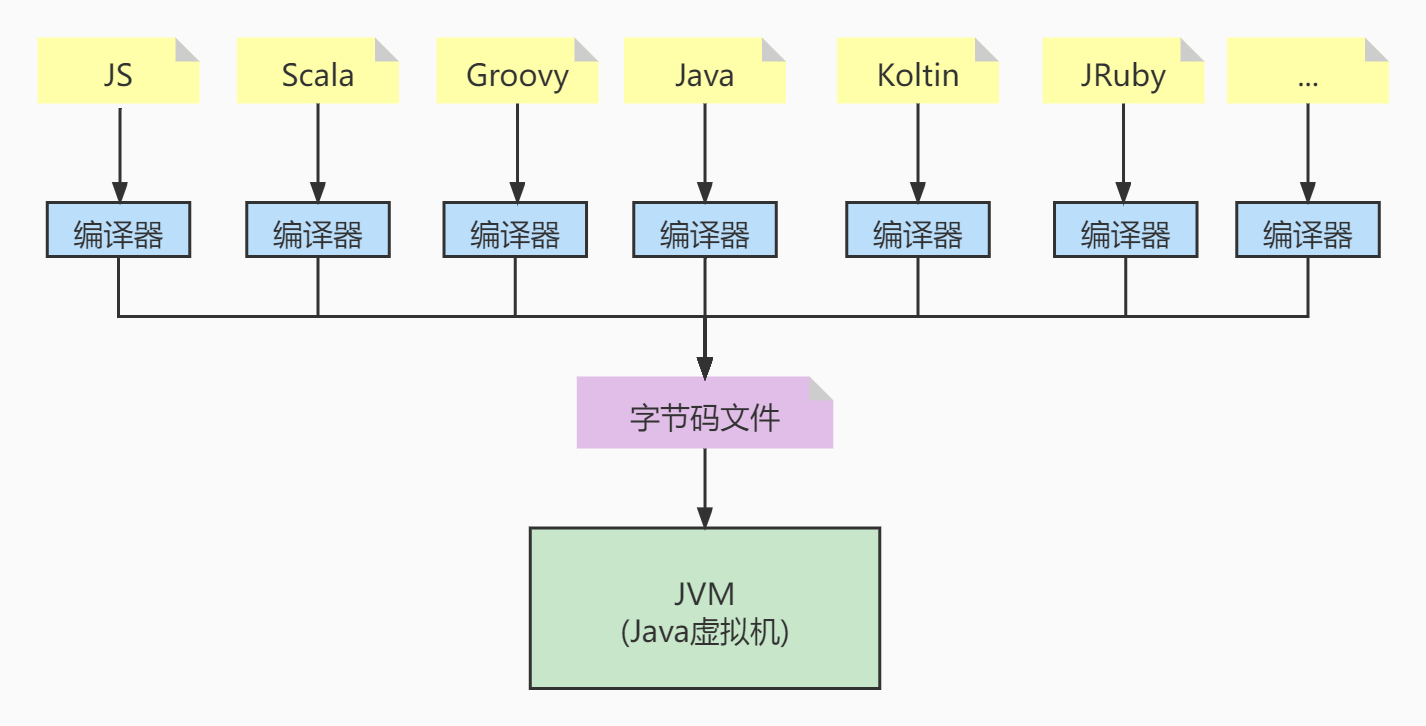 JS
Scala
Groovy
Java
Koltin
JRuby
...
编译器
编译器
编译器
编译器
编译器
编译器
编译器
字节码文件
JVM
(Java虚拟机)